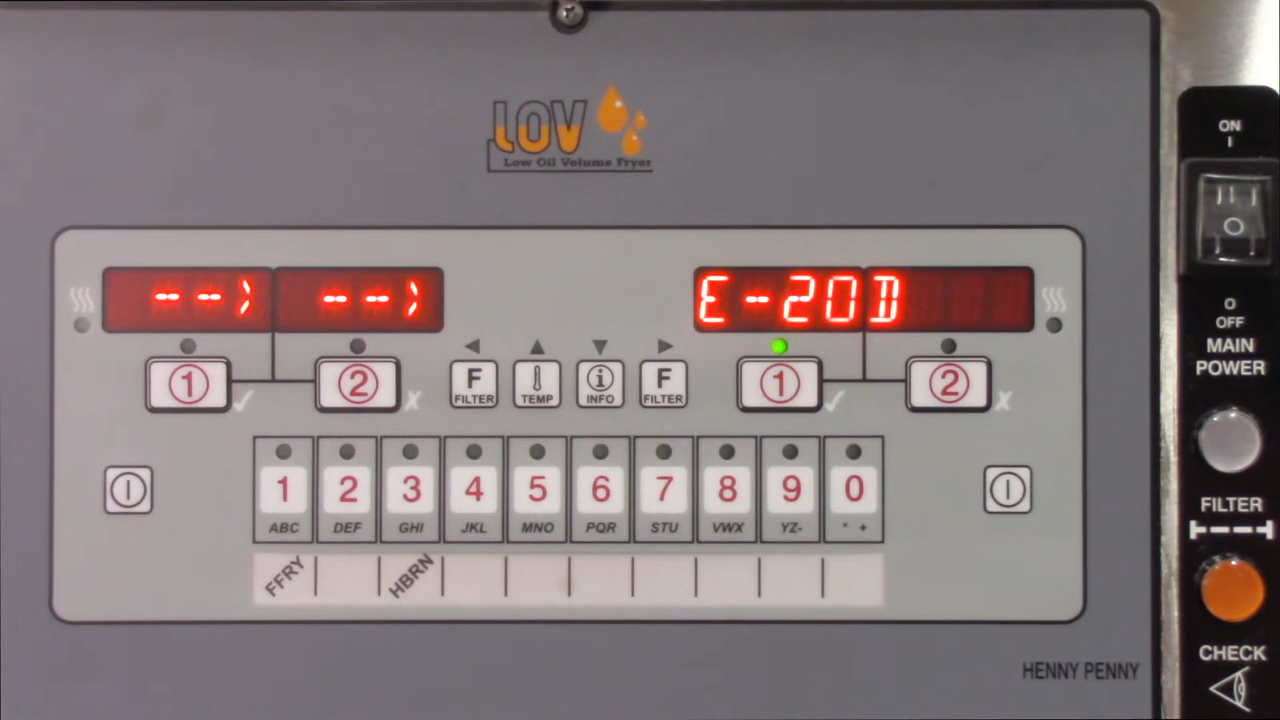 LOV
Low Oil Volume Fryer
ON
I
O
OFF
MAIN
POWER
-- > -- > E-20D
1 2 F FILTER TEMP i INFO F FILTER 1 2
1 2 3 4 5 6 7 8 9 0
ABC DEF GHI JKL MNO PQR STU VWX YZ- * +
FFRY HBRN
FILTER
CHECK
HENNY PENNY